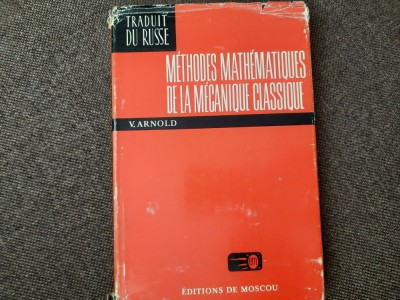 TRADUIT
DU RUSSE
MÉTHODES MATHÉMATIQUES
DE LA MÉCANIQUE CLASSIQUE
V. ARNOLD
ÉDITIONS DE MOSCOU